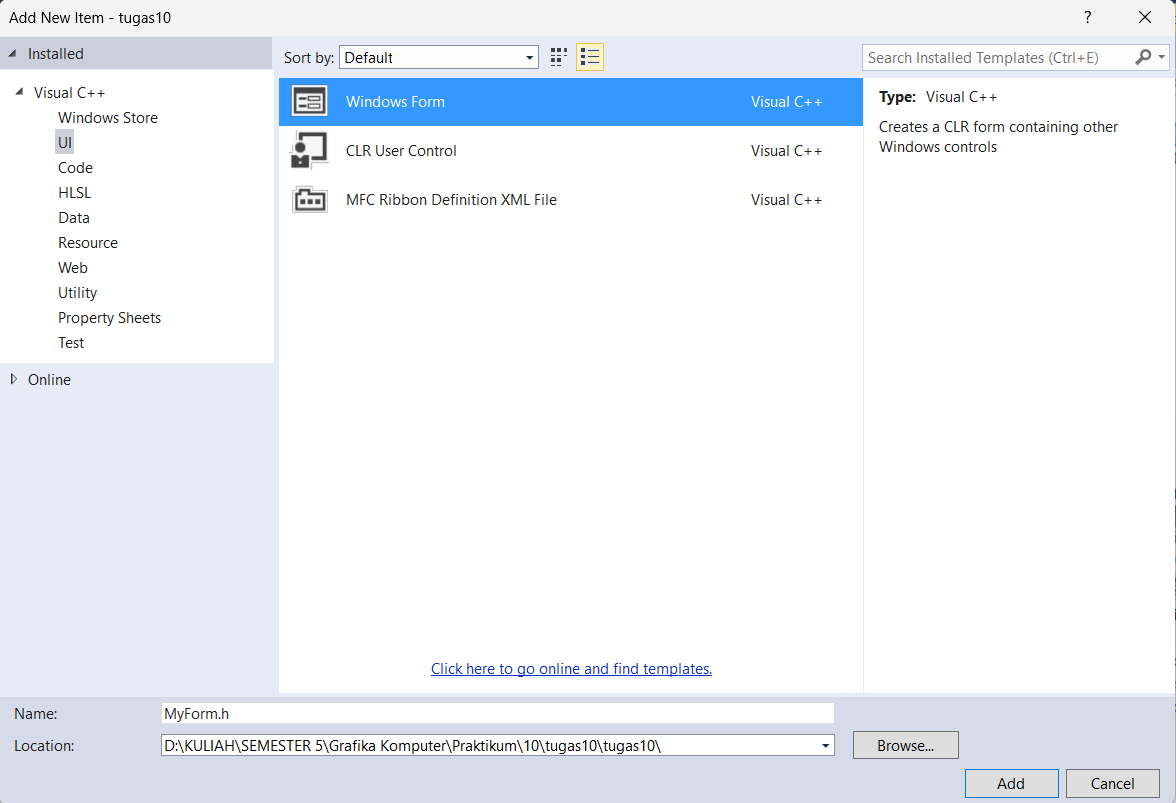 Add New Item - tugas10
?
Installed
Sort by: Default
Search Installed Templates (Ctrl+E)
Visual C++
Windows Store
UI
Code
HLSL
Data
Resource
Web
Utility
Property Sheets
Test
Online
Windows Form Visual C++
CLR User Control Visual C++
MFC Ribbon Definition XML File Visual C++
Click here to go online and find templates.
Type: Visual C++
Creates a CLR form containing other
Windows controls
Name: MyForm.h
Location: D:\KULIAH\SEMESTER 5\Grafika Komputer\Praktikum\10\tugas10\tugas10\
Browse...
Add Cancel